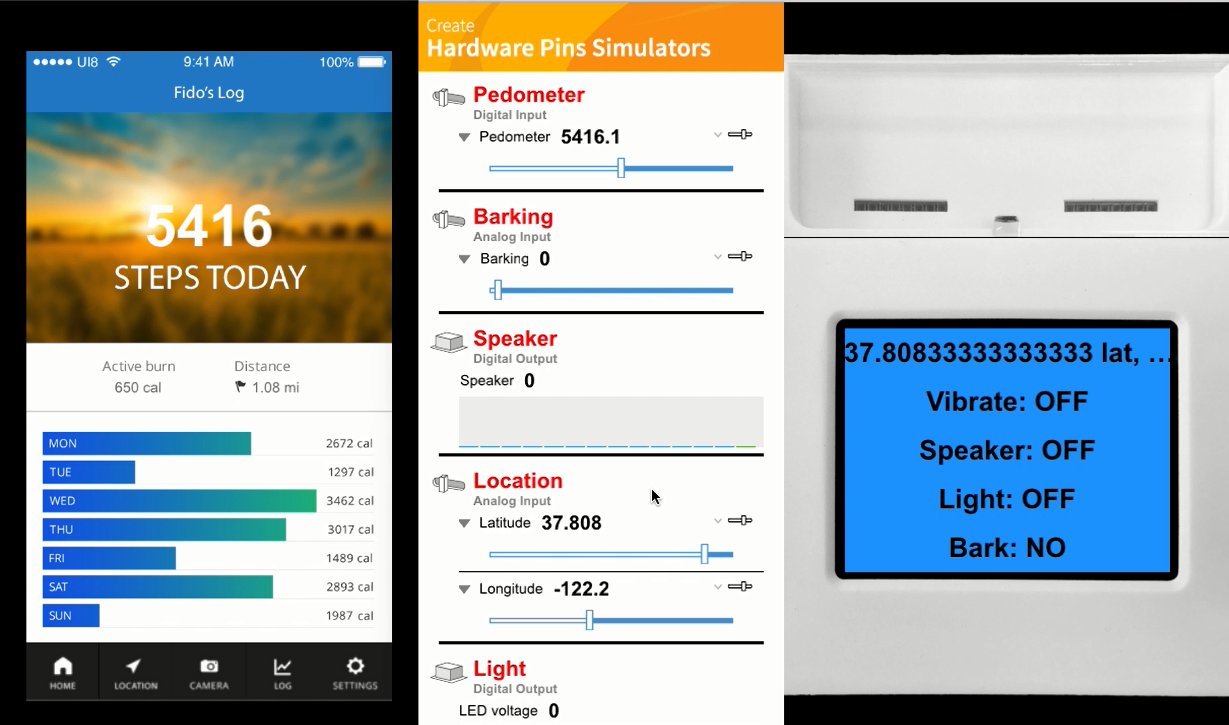 UI8
9:41 AM
100%
Fido's Log
5416
STEPS TODAY
Active burn
650 cal
Distance
1.08 mi
MON 2672 cal
TUE 1297 cal
WED 3462 cal
THU 3017 cal
FRI 1489 cal
SAT 2893 cal
SUN 1987 cal
HOME
LOCATION
CAMERA
LOG
SETTINGS
Create
Hardware Pins Simulators
Pedometer
Digital Input
Pedometer 5416.1
Barking
Analog Input
Barking 0
Speaker
Digital Output
Speaker 0
Location
Analog Input
Latitude 37.808
Longitude -122.2
Light
Digital Output
LED voltage 0
37.80833333333333 lat, ...
Vibrate: OFF
Speaker: OFF
Light: OFF
Bark: NO